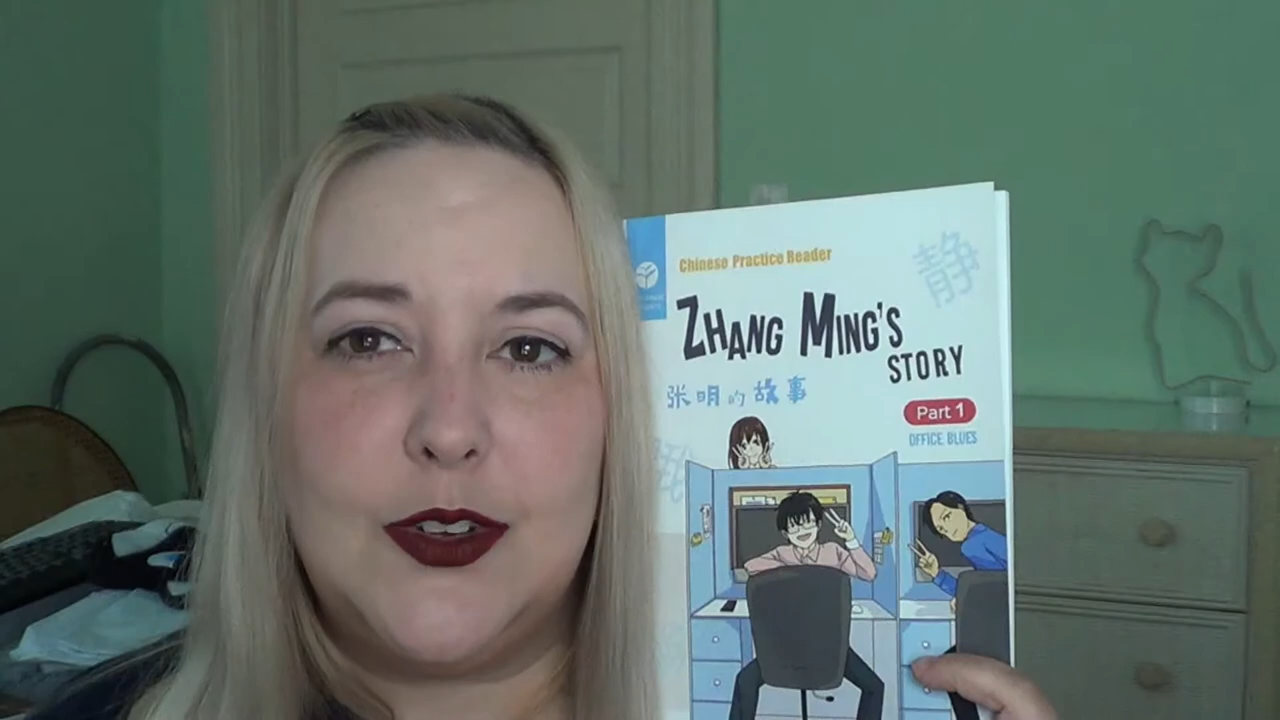 Chinese Practice Reader
静
ZHANG MING'S
STORY
张明的故事
Part 1
OFFICE BLUES